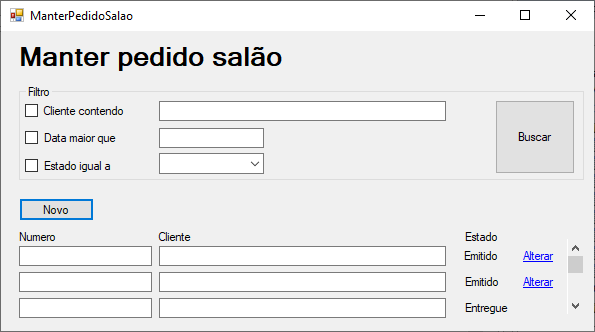 ManterPedidoSalao
Manter pedido salão
Filtro
Cliente contendo
Data maior que
Buscar
Estado igual a
Novo
Numero Cliente Estado
Emitido Alterar
Emitido Alterar
Entregue